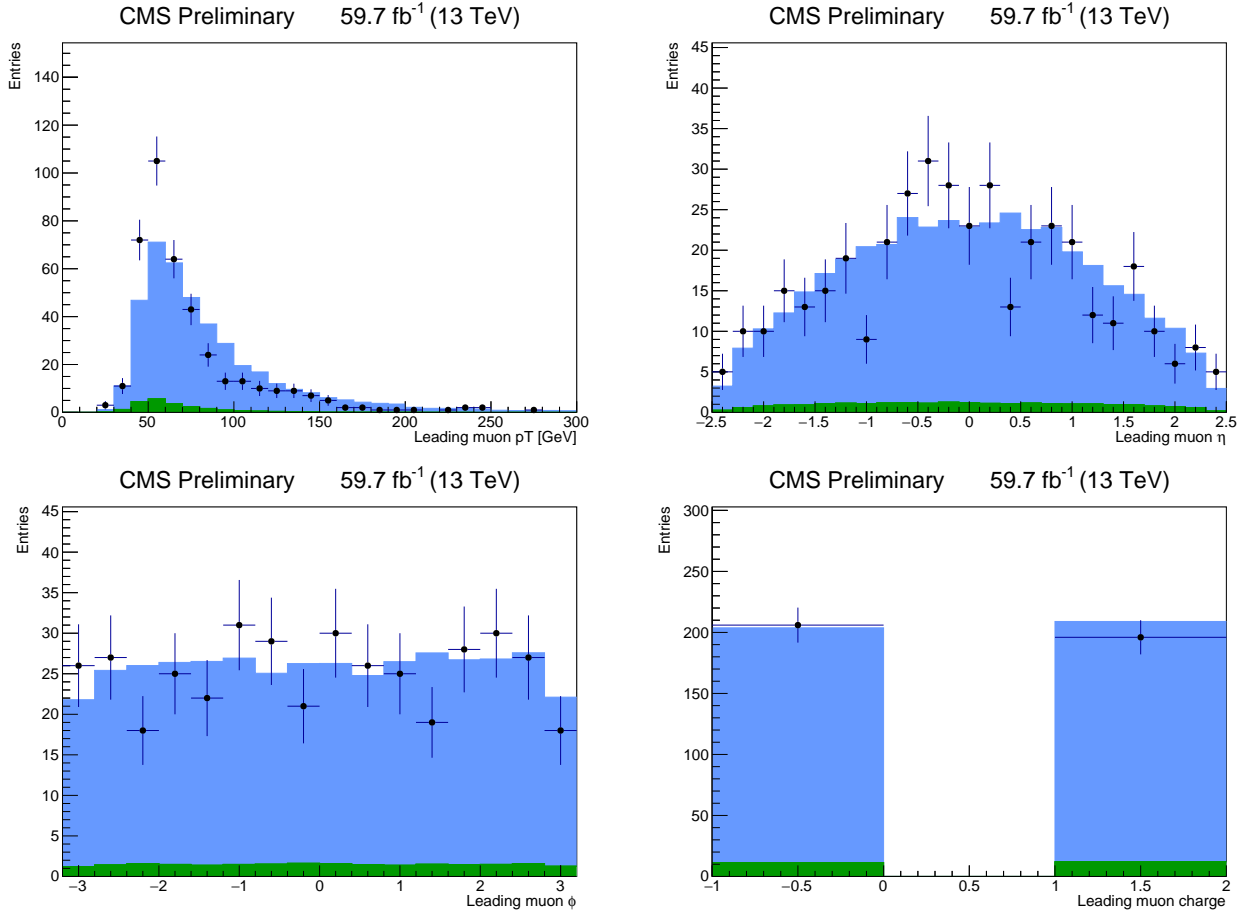 CMS Preliminary 59.7 fb-1 (13 TeV)
Entries
140
120
100
80
60
40
20
0
0 50 100 150 200 250 300
Leading muon pT [GeV]
CMS Preliminary 59.7 fb-1 (13 TeV)
Entries
45
40
35
30
25
20
15
10
5
0
−2.5 −2 −1.5 −1 −0.5 0 0.5 1 1.5 2 2.5
Leading muon η
CMS Preliminary 59.7 fb-1 (13 TeV)
Entries
45
40
35
30
25
20
15
10
5
0
−3 −2 −1 0 1 2 3
Leading muon ϕ
CMS Preliminary 59.7 fb-1 (13 TeV)
Entries
300
250
200
150
100
50
0
−1 −0.5 0 0.5 1 1.5 2
Leading muon charge